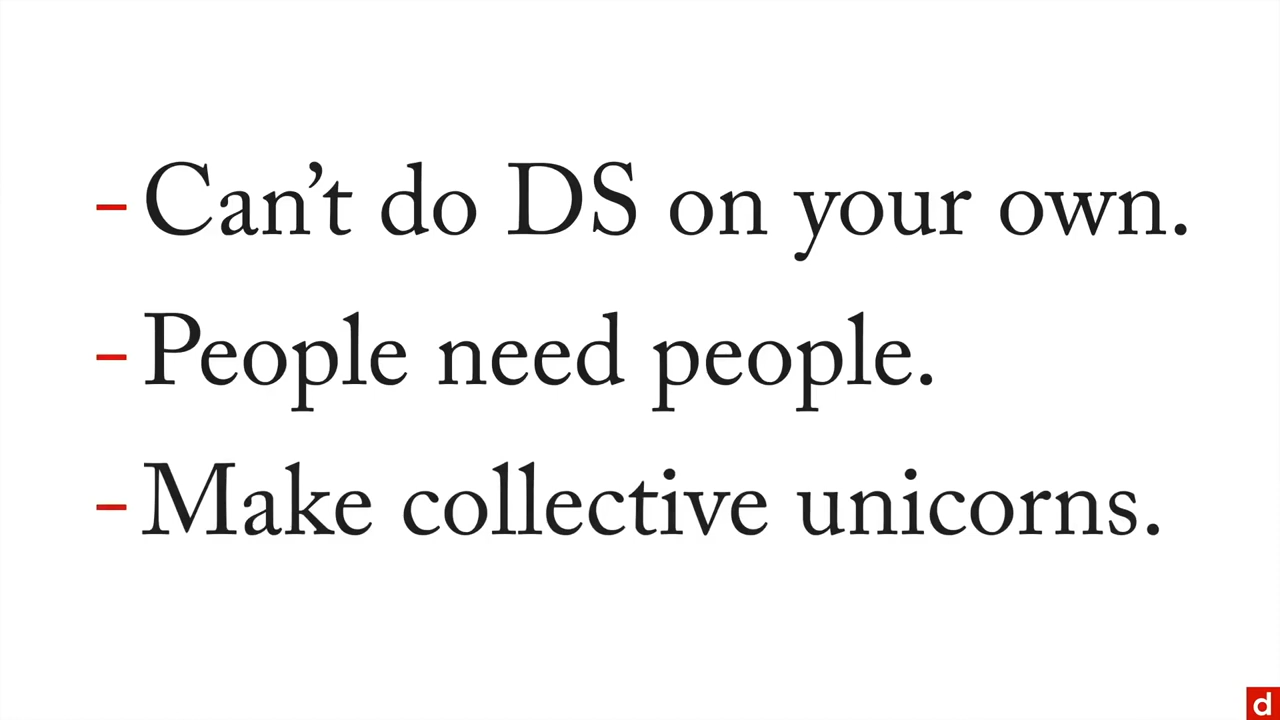 - Can’t do DS on your own.
- People need people.
- Make collective unicorns.
d